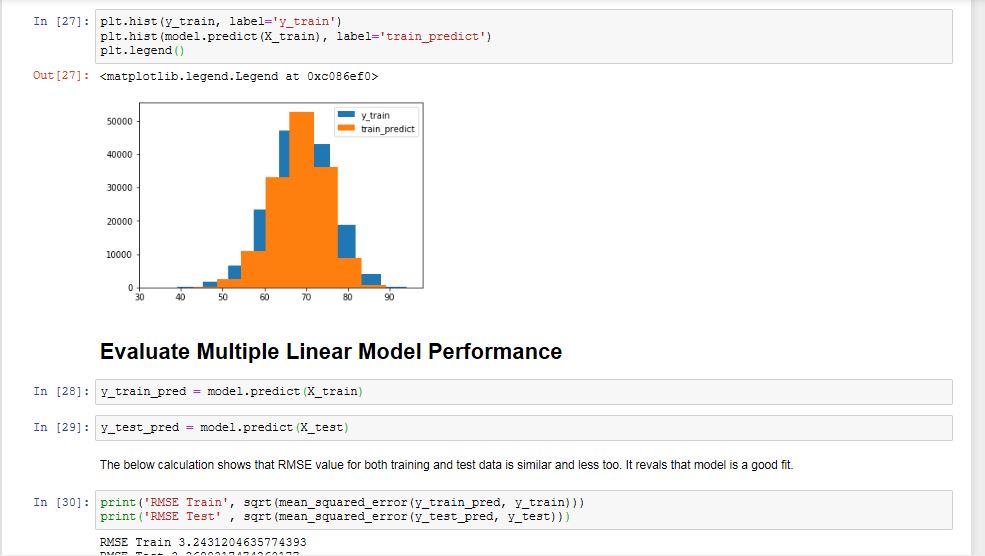 In [27]: plt.hist(y_train, label='y_train')
plt.hist(model.predict(X_train), label='train_predict')
plt.legend()
Out[27]: <matplotlib.legend.Legend at 0xc086ef0>
y_train
train_predict
50000
40000
30000
20000
10000
0
30 40 50 60 70 80 90
Evaluate Multiple Linear Model Performance
In [28]: y_train_pred = model.predict(X_train)
In [29]: y_test_pred = model.predict(X_test)
The below calculation shows that RMSE value for both training and test data is similar and less too. It revals that model is a good fit.
In [30]: print('RMSE Train', sqrt(mean_squared_error(y_train_pred, y_train)))
print('RMSE Test' , sqrt(mean_squared_error(y_test_pred, y_test)))
RMSE Train 3.2431204635774393
RMSE Test